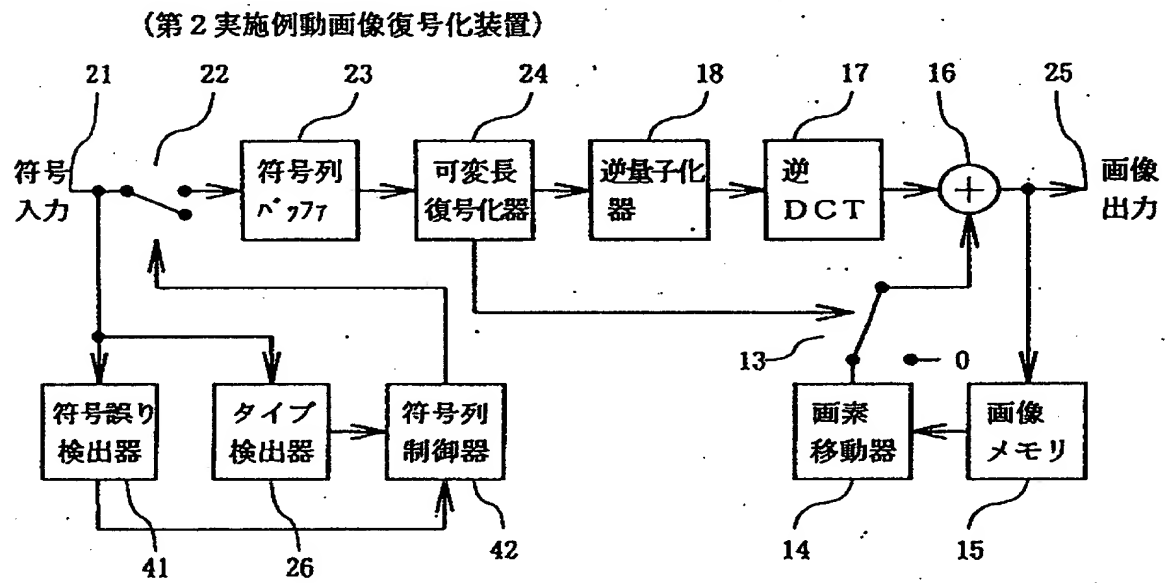 (第2実施例動画像復号化装置)
21
22
23
24
18
17
16
25
符号
入力
符号列
バッファ
可変長
復号化器
逆量子化
器
逆
DCT
+
画像
出力
13
0
符号誤り
検出器
タイプ
検出器
符号列
制御器
画素
移動器
画像
メモリ
41
26
42
14
15